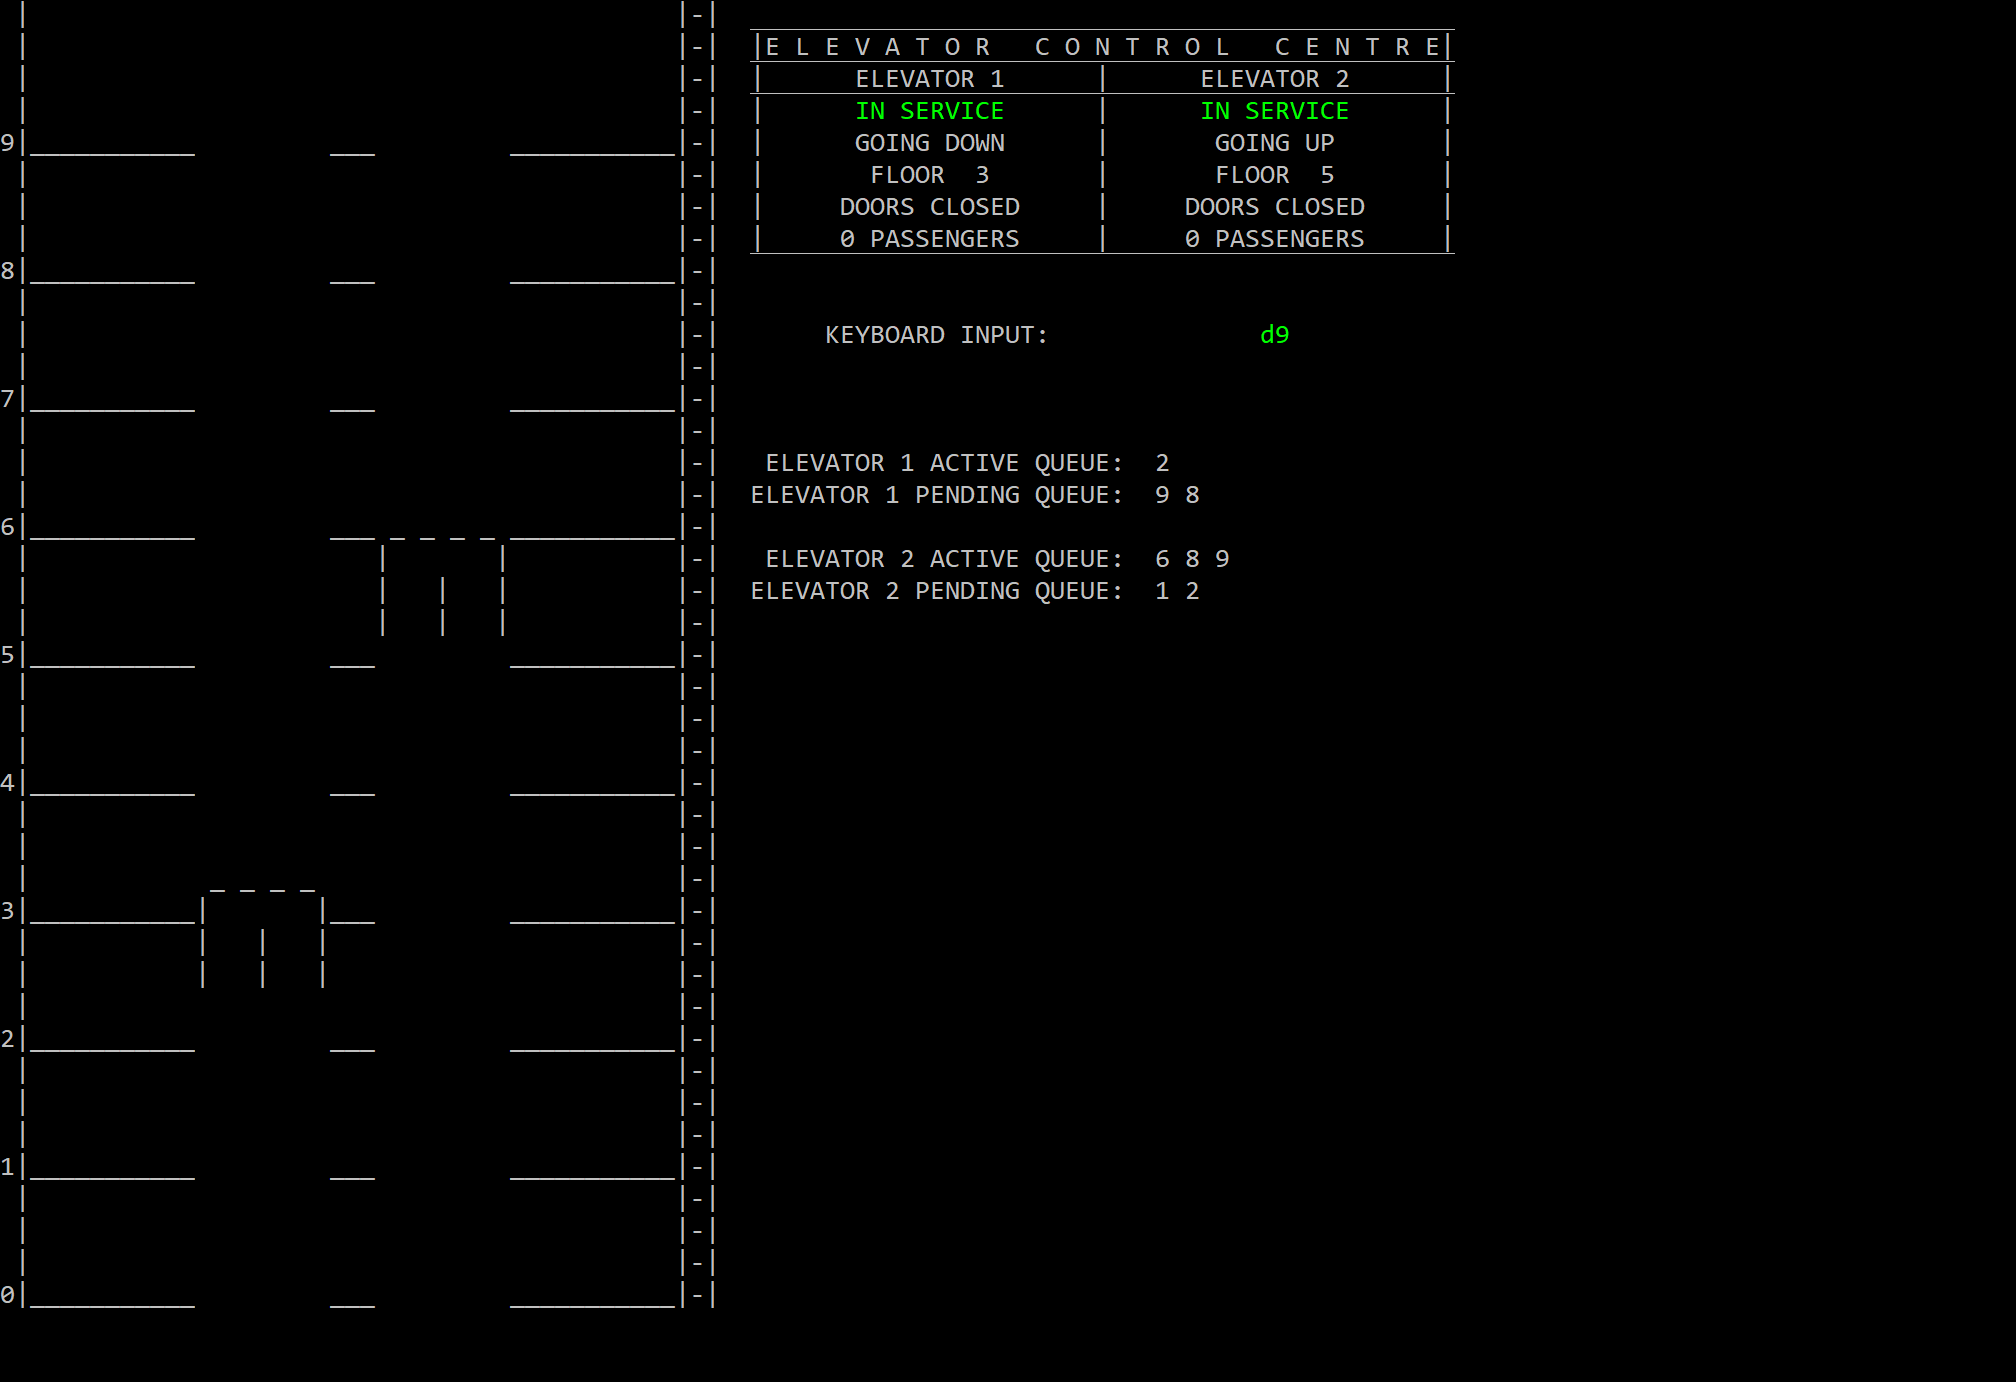 E L E V A T O R   C O N T R O L   C E N T R E
ELEVATOR 1 | ELEVATOR 2
IN SERVICE | IN SERVICE
GOING DOWN | GOING UP
FLOOR 3 | FLOOR 5
DOORS CLOSED | DOORS CLOSED
0 PASSENGERS | 0 PASSENGERS
KEYBOARD INPUT: d9
ELEVATOR 1 ACTIVE QUEUE: 2
ELEVATOR 1 PENDING QUEUE: 9 8
ELEVATOR 2 ACTIVE QUEUE: 6 8 9
ELEVATOR 2 PENDING QUEUE: 1 2
9
8
7
6
5
4
3
2
1
0